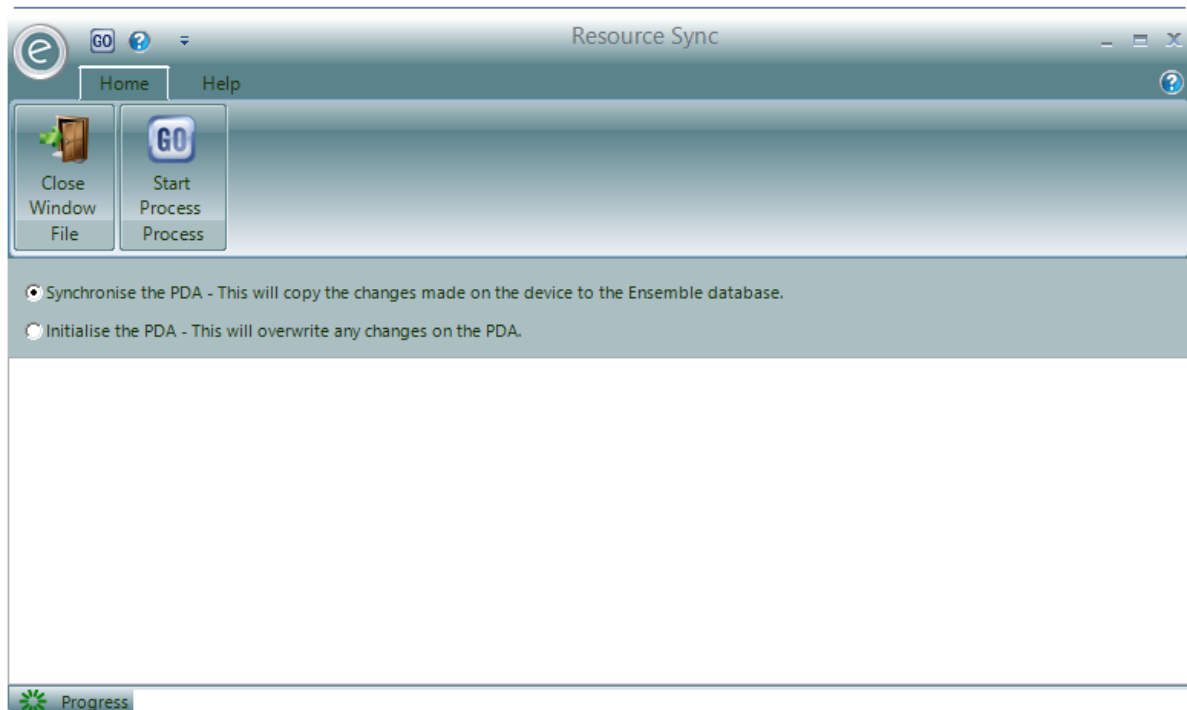 e
GO
Resource Sync
Home Help
GO
Close Window
Start Process
File
Process
Synchronise the PDA - This will copy the changes made on the device to the Ensemble database.
Initialise the PDA - This will overwrite any changes on the PDA.
Progress